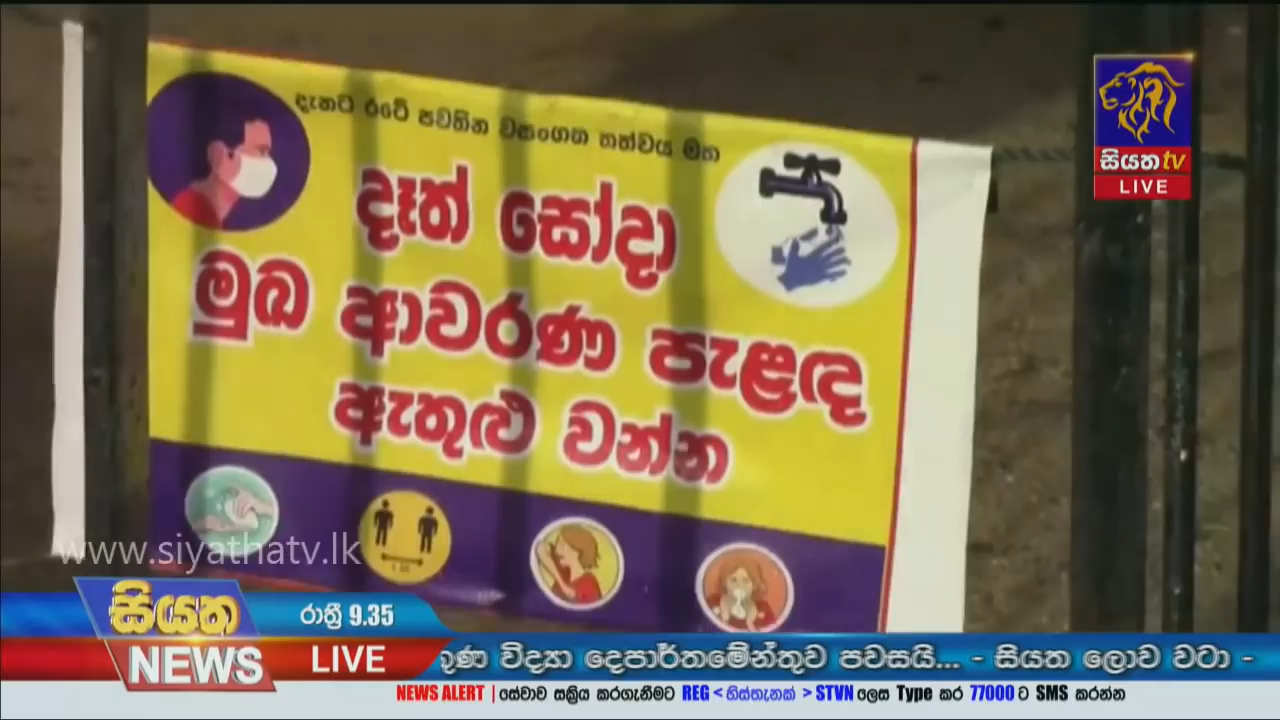 දැනට රටේ පවතින වසංගත තත්වය මත
දෑත් සෝදා
මුඛ ආවරණ පැළඳ
ඇතුළු වන්න
සියත tv
LIVE
www.siyathatv.lk
සියත
NEWS
රාත්‍රී 9.35
LIVE
විද්‍යා දෙපාර්තමේන්තුව පවසයි... - සියත ලොව වටා -
NEWS ALERT | සේවාව සක්‍රිය කරගැනීමට REG < හිස්තැනක් > STVN ලෙස Type කර 77000 ට SMS කරන්න